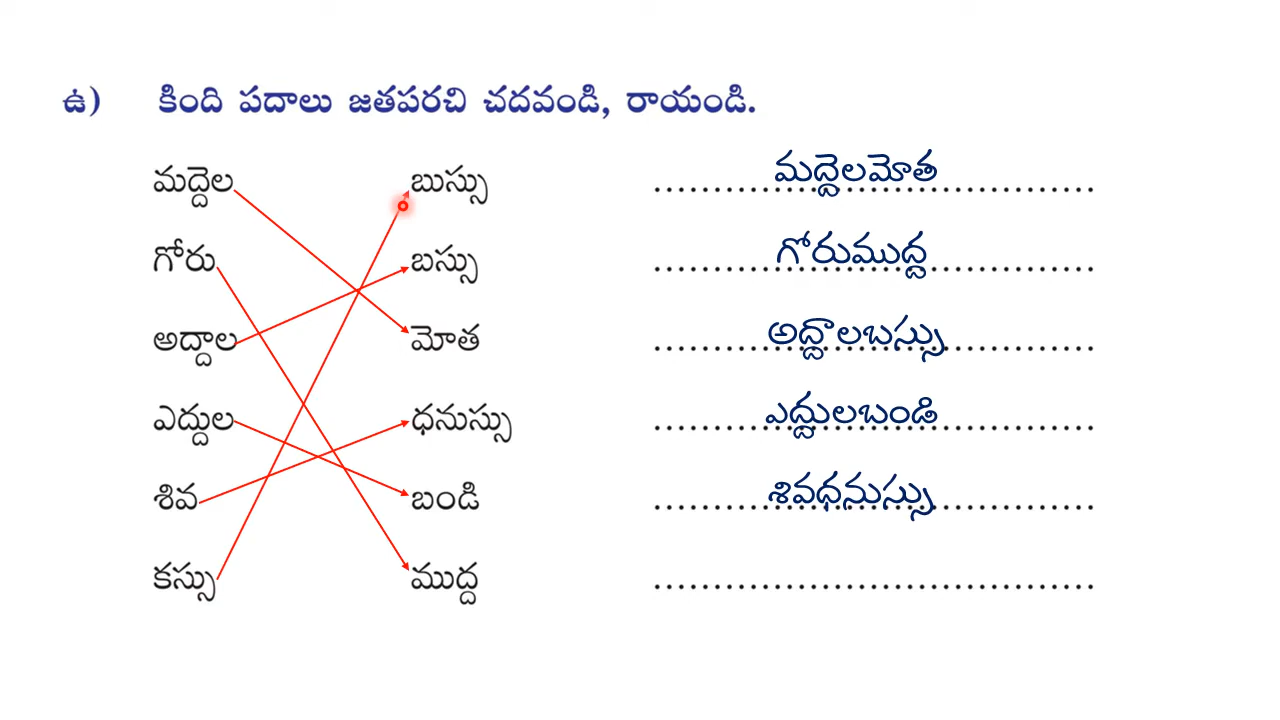 ఉ) కింది పదాలు జతపరచి చదవండి, రాయండి.
మద్దెల బుస్సు మద్దెలమోత
గోరు బస్సు గోరుముద్ద
అద్దాల మోత అద్దాలబస్సు
ఎద్దుల ధనుస్సు ఎద్దులబండి
శివ బండి శివధనుస్సు
కస్సు ముద్ద ....................................